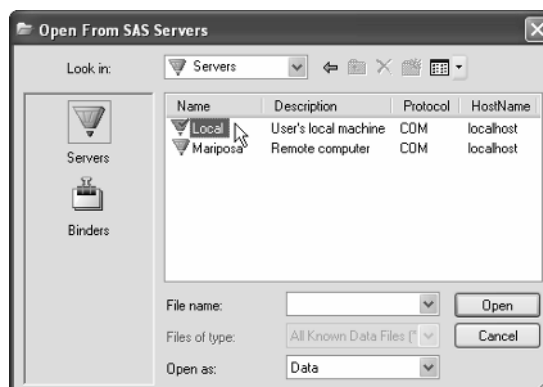 Open From SAS Servers
Look in: Servers
Servers
Binders
Name Description Protocol HostName
Local User's local machine COM localhost
Mariposa Remote computer COM localhost
File name: Open
Files of type: All Known Data Files (* Cancel
Open as: Data